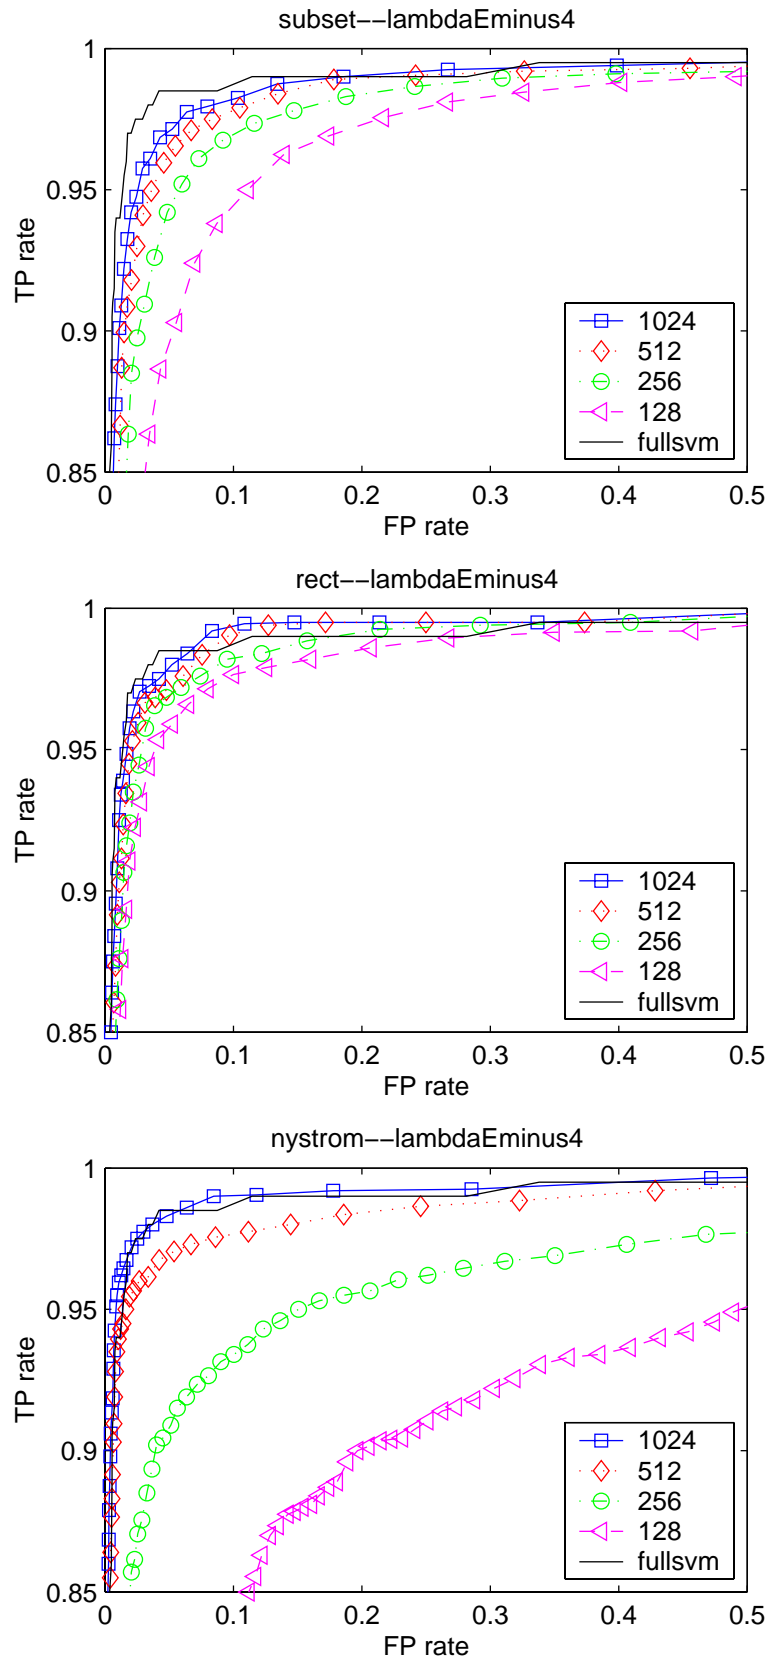 subset--lambdaEminus4
1
0.95
0.9
0.85
TP rate
1024
512
256
128
fullsvm
0 0.1 0.2 0.3 0.4 0.5
FP rate
rect--lambdaEminus4
1
0.95
0.9
0.85
TP rate
1024
512
256
128
fullsvm
0 0.1 0.2 0.3 0.4 0.5
FP rate
nystrom--lambdaEminus4
1
0.95
0.9
0.85
TP rate
1024
512
256
128
fullsvm
0 0.1 0.2 0.3 0.4 0.5
FP rate